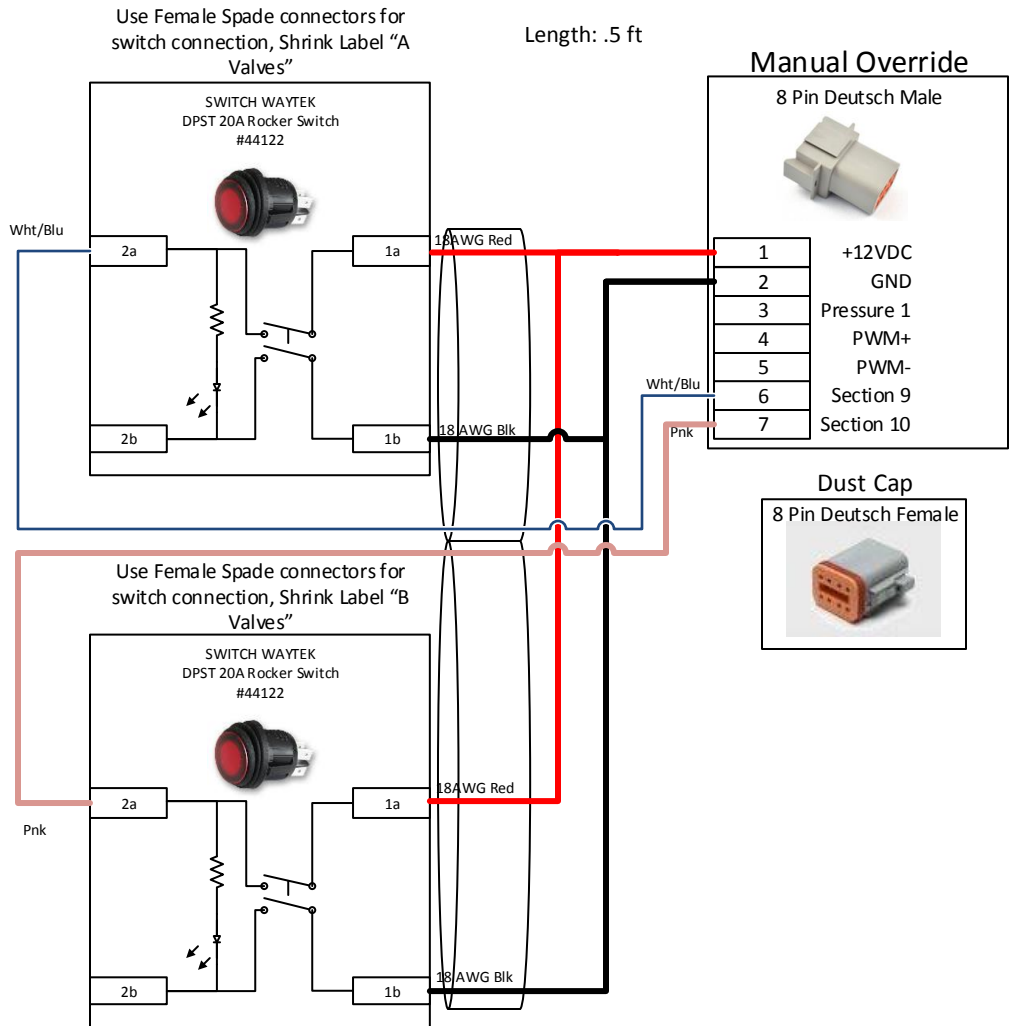 Use Female Spade connectors for
switch connection, Shrink Label “A
Valves”
Length: .5 ft
SWITCH WAYTEK
DPST 20A Rocker Switch
#44122
Wht/Blu
2a
1a
18AWG Red
2b
1b
18 AWG Blk
Manual Override
8 Pin Deutsch Male
1 +12VDC
2 GND
3 Pressure 1
4 PWM+
5 PWM-
Wht/Blu
6 Section 9
7 Section 10
Pnk
Dust Cap
8 Pin Deutsch Female
Use Female Spade connectors for
switch connection, Shrink Label “B
Valves”
SWITCH WAYTEK
DPST 20A Rocker Switch
#44122
2a
1a
18AWG Red
Pnk
2b
1b
18 AWG Blk